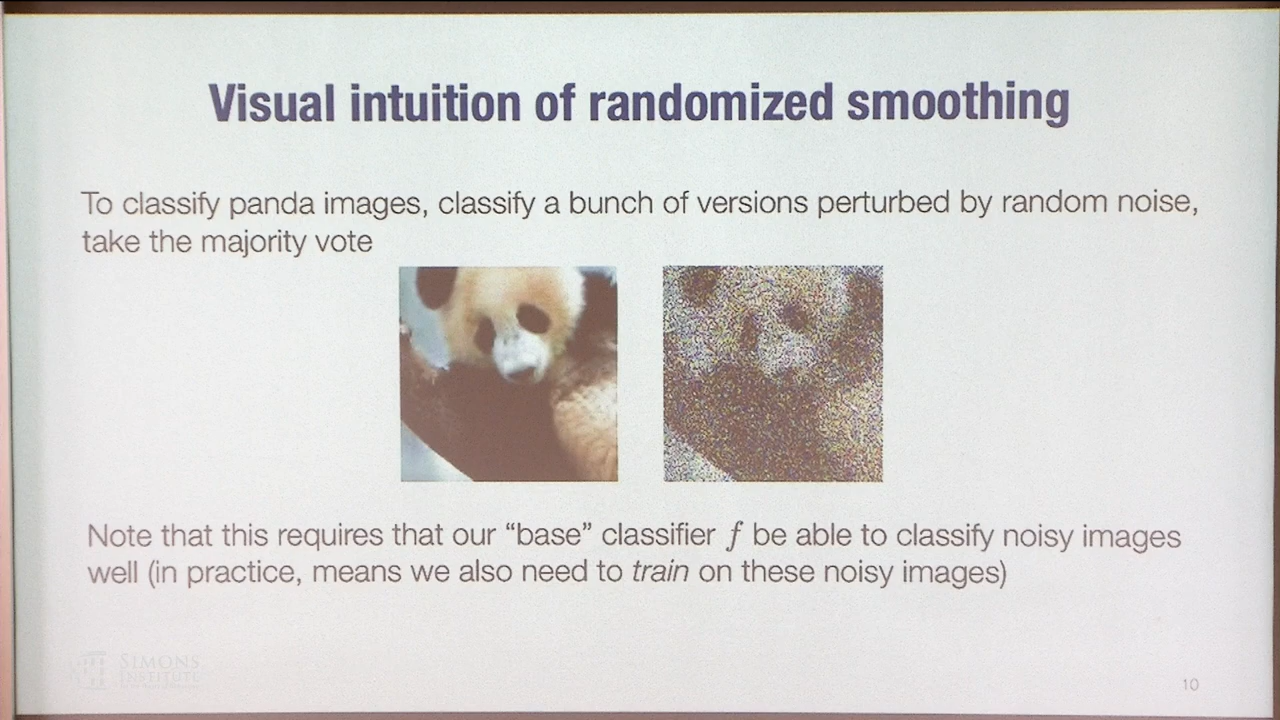 Visual intuition of randomized smoothing
To classify panda images, classify a bunch of versions perturbed by random noise,
take the majority vote
Note that this requires that our “base” classifier f be able to classify noisy images
well (in practice, means we also need to train on these noisy images)
SIMONS
INSTITUTE
10